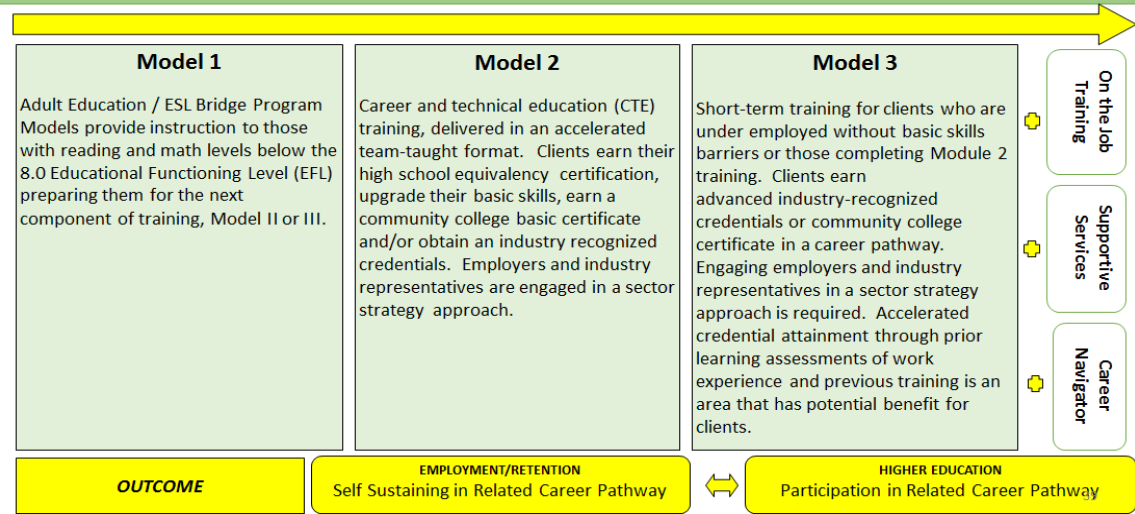 Model 1
Adult Education / ESL Bridge Program
Models provide instruction to those
with reading and math levels below the
8.0 Educational Functioning Level (EFL)
preparing them for the next
component of training, Model II or III.
Model 2
Career and technical education (CTE)
training, delivered in an accelerated
team-taught format.  Clients earn their
high school equivalency  certification,
upgrade their basic skills, earn a
community college basic certificate
and/or obtain an industry recognized
credentials.  Employers and industry
representatives are engaged in a sector
strategy  approach.
Model 3
Short-term training for clients who are
under employed without basic skills
barriers or those completing Module 2
training.  Clients earn
advanced industry-recognized
credentials or community college
certificate in a career pathway.
Engaging employers and industry
representatives in a sector strategy
approach is required.  Accelerated
credential attainment through prior
learning assessments of work
experience and previous training is an
area that has potential benefit for
clients.
On the Job
Training
Supportive
Services
Career
Navigator
OUTCOME
EMPLOYMENT/RETENTION
Self Sustaining in Related Career Pathway
HIGHER EDUCATION
Participation in Related Career Pathway